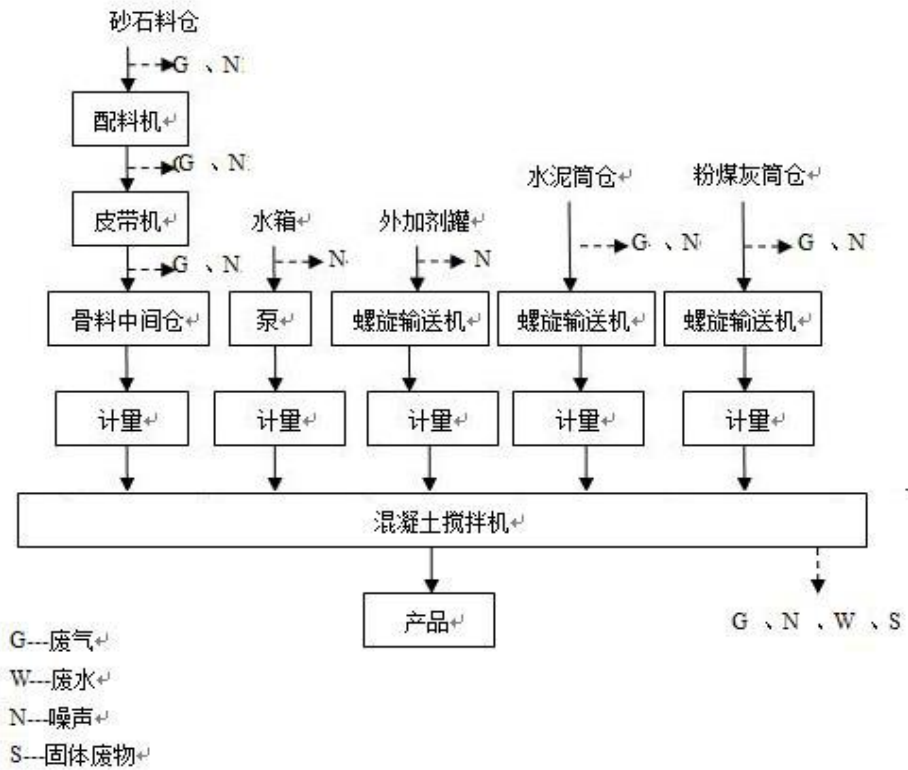 砂石料仓
G 、N
配料机
G 、N
水泥筒仓
粉煤灰筒仓
皮带机
水箱
外加剂罐
G 、N
G 、N
G 、N
N
N
骨料中间仓
泵
螺旋输送机
螺旋输送机
螺旋输送机
计量
计量
计量
计量
计量
混凝土搅拌机
产品
G 、N 、W 、S
G---废气
W---废水
N---噪声
S---固体废物